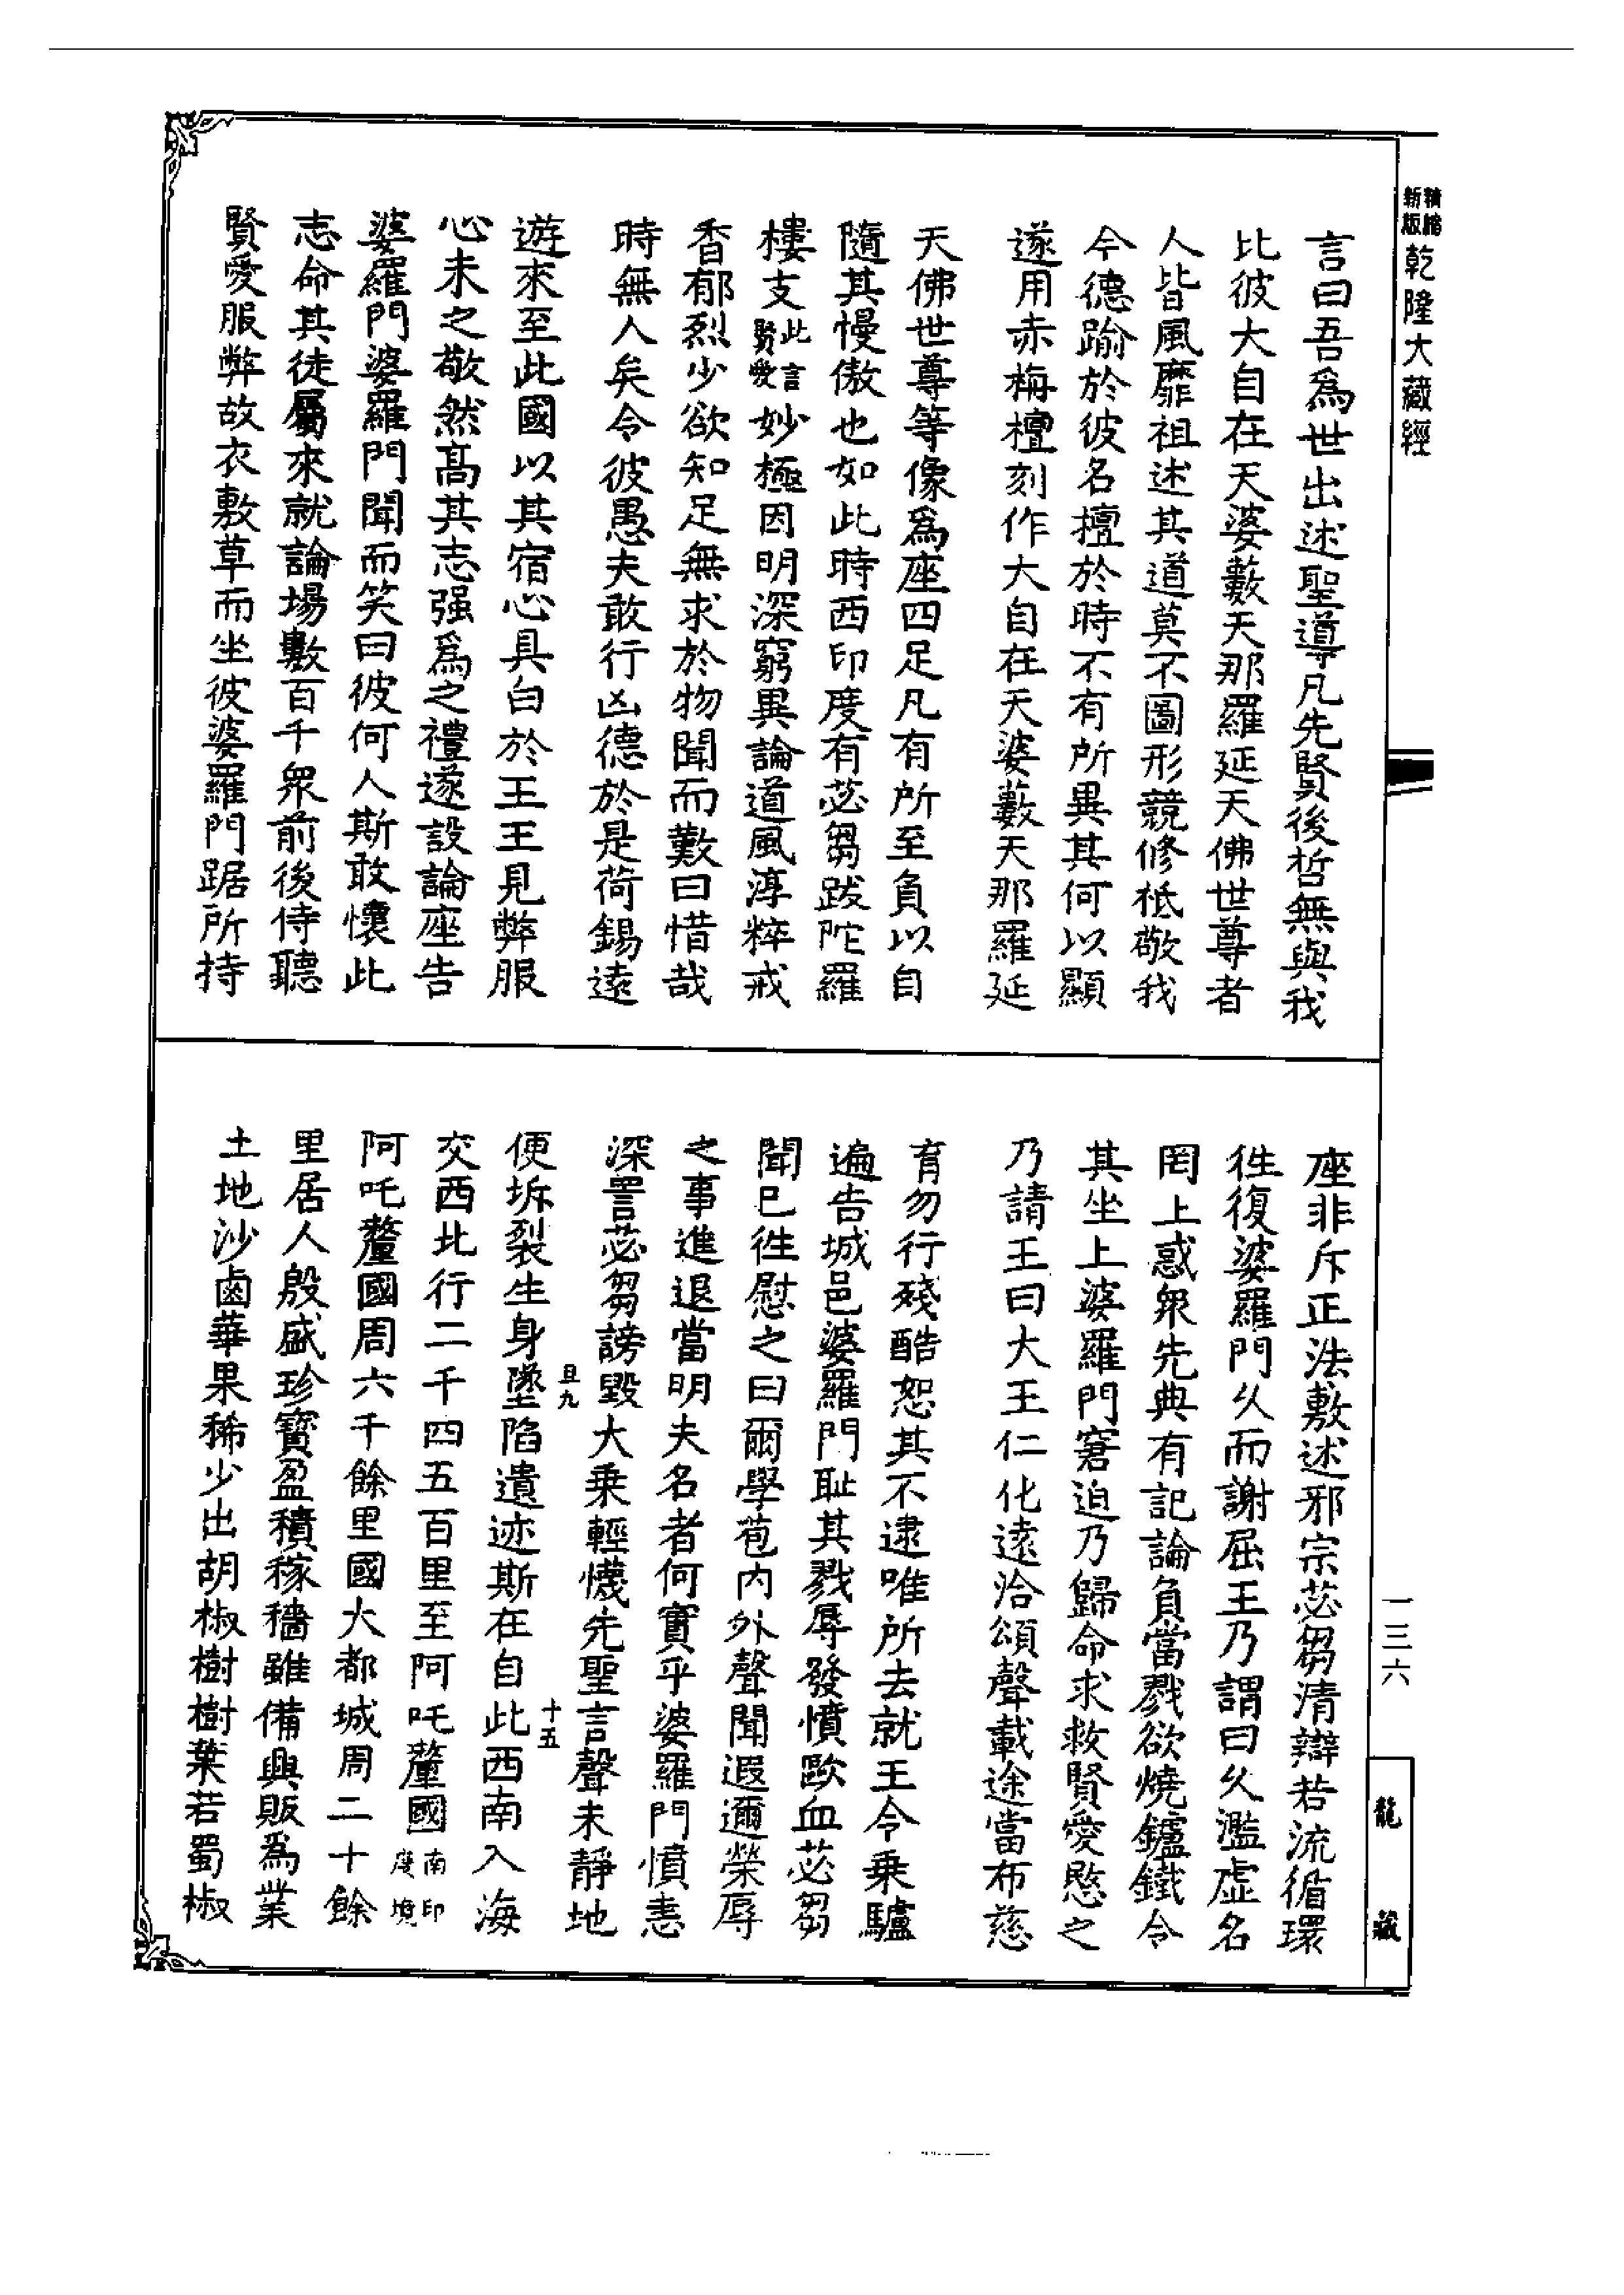 精縮新版 乾隆大藏經
言曰吾為世出述聖導凡先賢後哲無與我
比彼大自在天婆藪天那羅延天佛世尊者
人皆風靡祖述其道莫不圖形競修祗敬我
今德踰於彼名擅於時不有所異其何以顯
遂用赤栴檀刻作大自在天婆藪天那羅延
天佛世尊等像為座四足凡有所至負以自
隨其慢傲也如此時西印度有苾芻跋陀羅
樓支此言賢愛妙極因明深窮異論道風淳粹戒
香郁烈少欲知足無求於物聞而歎曰惜哉
時無人矣令彼愚夫敢行凶德於是荷錫遠
遊來至此國以其宿心具白於王王見弊服
心未之敬然高其志强為之禮遂設論座告
婆羅門婆羅門聞而笑曰彼何人斯敢懷此
志命其徒屬來就論場數百千眾前後侍聽
賢愛服弊故衣敷草而坐彼婆羅門踞所持
座非斥正法敷述邪宗苾芻清辯若流循環
徃復婆羅門久而謝屈王乃謂曰久濫虛名
罔上惑眾先典有記論負當戮欲燒鑪鐵令
其坐上婆羅門窘迫乃歸命求救賢愛愍之
乃請王曰大王仁化遠洽頌聲載途當布慈
育勿行殘酷恕其不逮唯所去就王令乘驢
遍告城邑婆羅門耻其戮辱發憤歐血苾芻
聞已徃慰之曰爾學苞內外聲聞遐邇榮辱
之事進退當明夫名者何實乎婆羅門憤恚
深詈苾芻謗毀大乘輕懱先聖言聲未靜地
旦九
十五
便坼裂生身墜陷遺迹斯在自此西南入海
交西北行二千四五百里至阿吒釐國南印度境
阿吒釐國周六千餘里國大都城周二十餘
里居人殷盛珍寶盈積稼穡雖備興販為業
土地沙鹵華果稀少出胡椒樹樹葉若蜀椒
一三六
龍藏